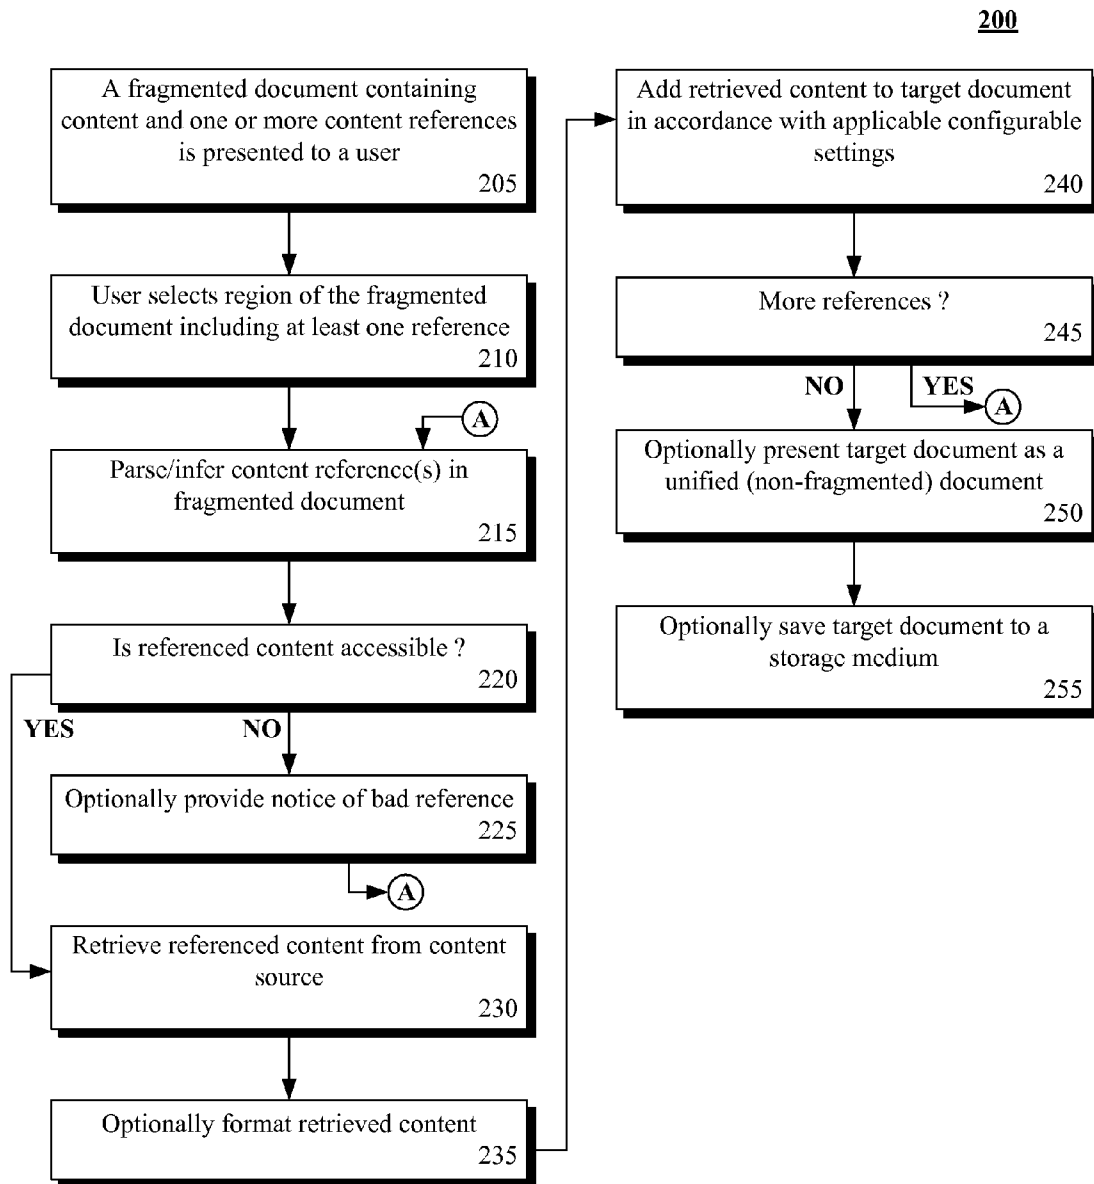 200
A fragmented document containing
content and one or more content references
is presented to a user
205
User selects region of the fragmented
document including at least one reference
210
A
Parse/infer content reference(s) in
fragmented document
215
Is referenced content accessible ?
220
YES
NO
Optionally provide notice of bad reference
225
A
Retrieve referenced content from content
source
230
Optionally format retrieved content
235
Add retrieved content to target document
in accordance with applicable configurable
settings
240
More references ?
245
NO
YES
A
Optionally present target document as a
unified (non-fragmented) document
250
Optionally save target document to a
storage medium
255